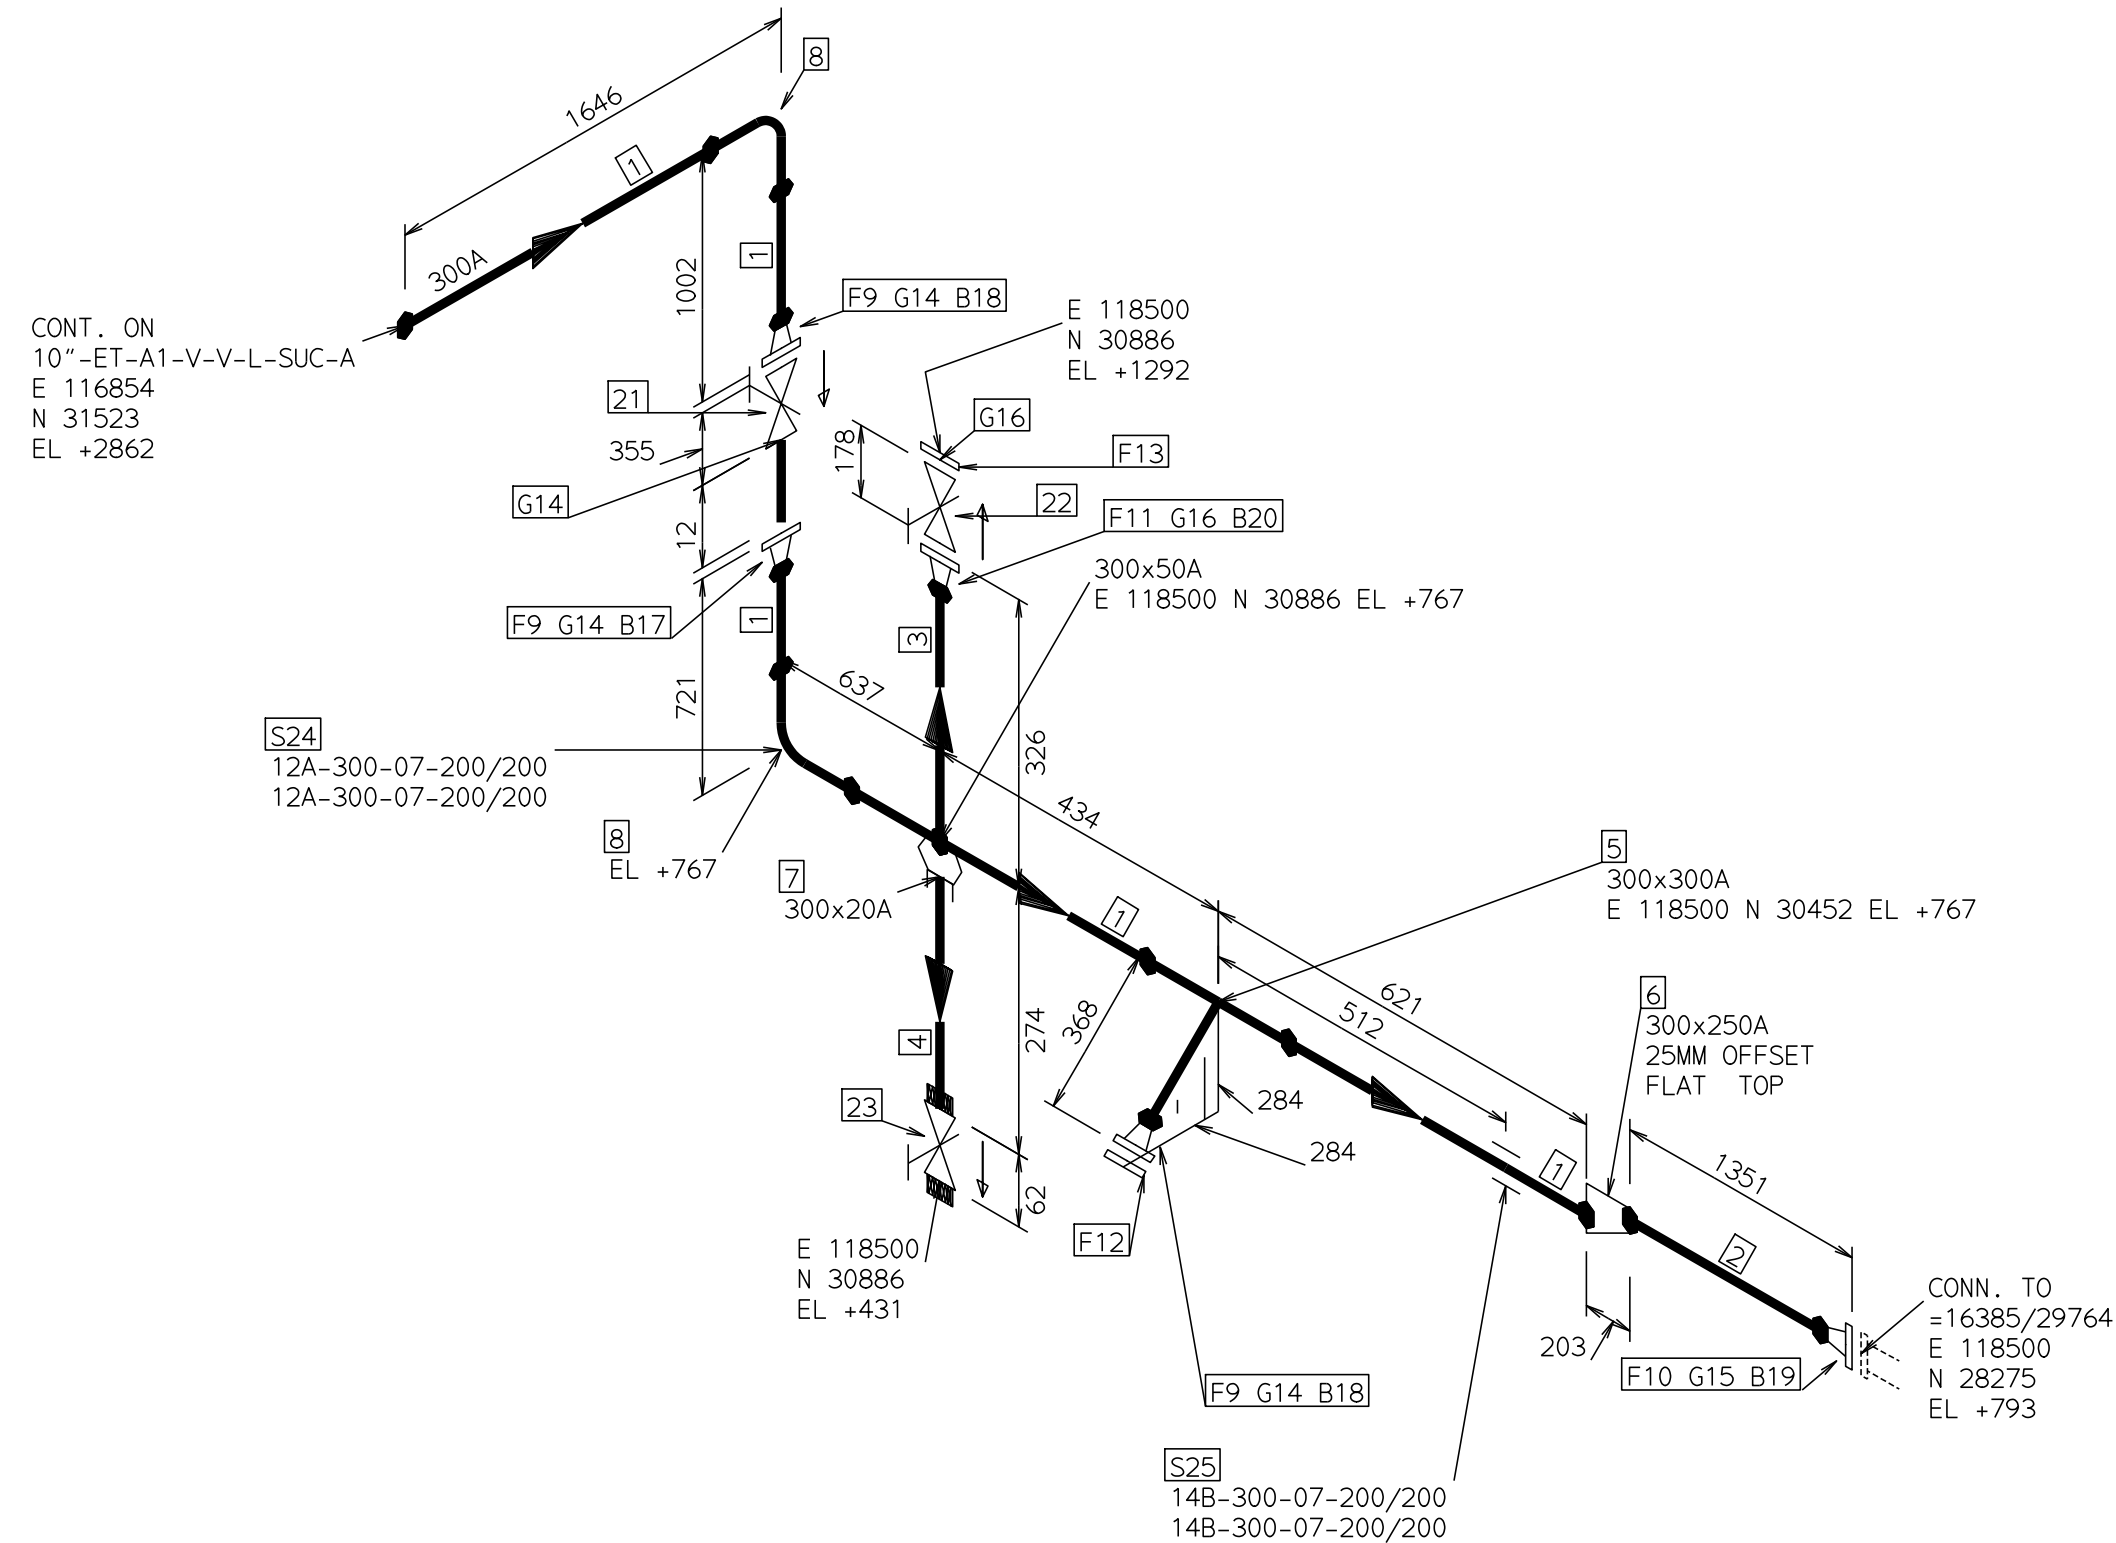 8
1646
1
300A
1
1002
F9 G14 B18
E 118500
N 30886
EL +1292
CONT. ON
10"-ET-A1-V-V-L-SUC-A
E 116854
N 31523
EL +2862
21
G16
355
178
F13
G14
22
F11 G16 B20
12
300x50A
E 118500 N 30886 EL +767
F9 G14 B17
1
3
637
721
S24
12A-300-07-200/200
12A-300-07-200/200
326
434
8
EL +767
7
300x20A
5
300x300A
E 118500 N 30452 EL +767
1
621
512
6
300x250A
25MM OFFSET
FLAT TOP
368
274
4
23
284
284
1
1351
62
F12
2
E 118500
N 30886
EL +431
CONN. TO
=16385/29764
E 118500
N 28275
EL +793
203
F10 G15 B19
F9 G14 B18
S25
14B-300-07-200/200
14B-300-07-200/200